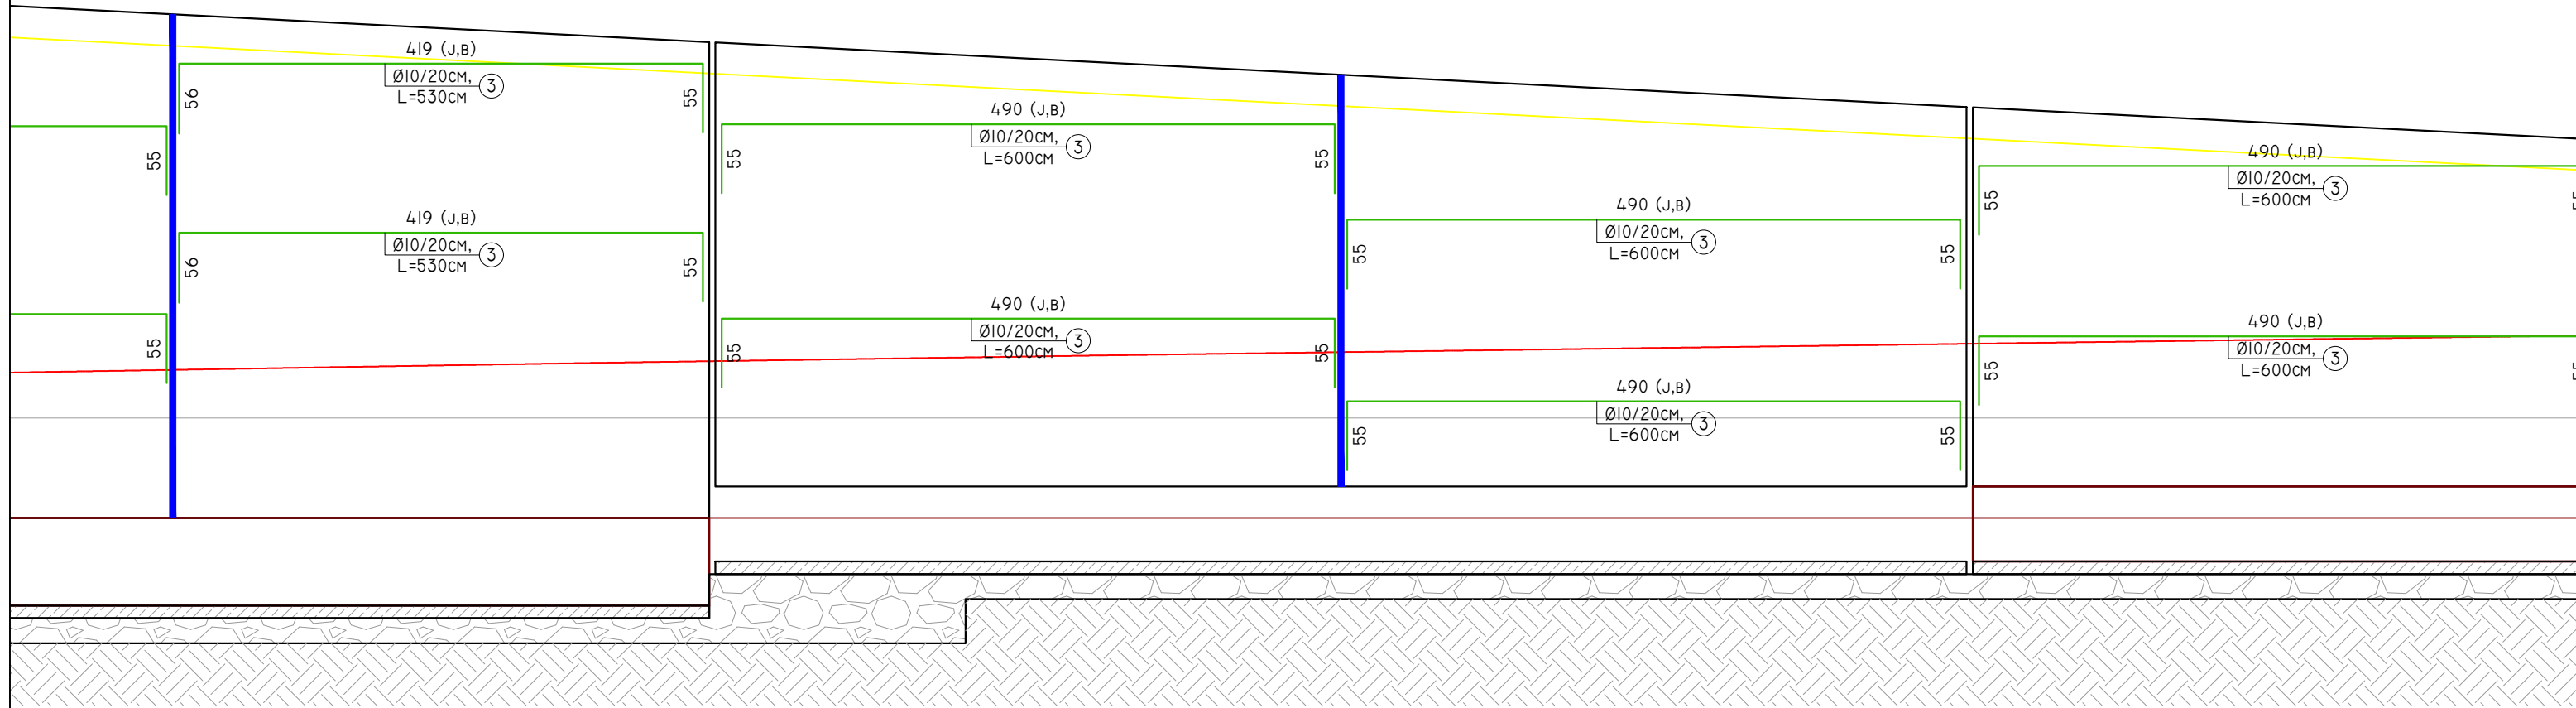 419 (J,B)
Ø10/20CM,
L=530CM
3
56
55
55
419 (J,B)
Ø10/20CM,
L=530CM
3
56
55
55
490 (J,B)
Ø10/20CM,
L=600CM
3
55
55
490 (J,B)
Ø10/20CM,
L=600CM
3
55
55
490 (J,B)
Ø10/20CM,
L=600CM
3
55
55
490 (J,B)
Ø10/20CM,
L=600CM
3
55
55
490 (J,B)
Ø10/20CM,
L=600CM
3
55
490 (J,B)
Ø10/20CM,
L=600CM
3
55